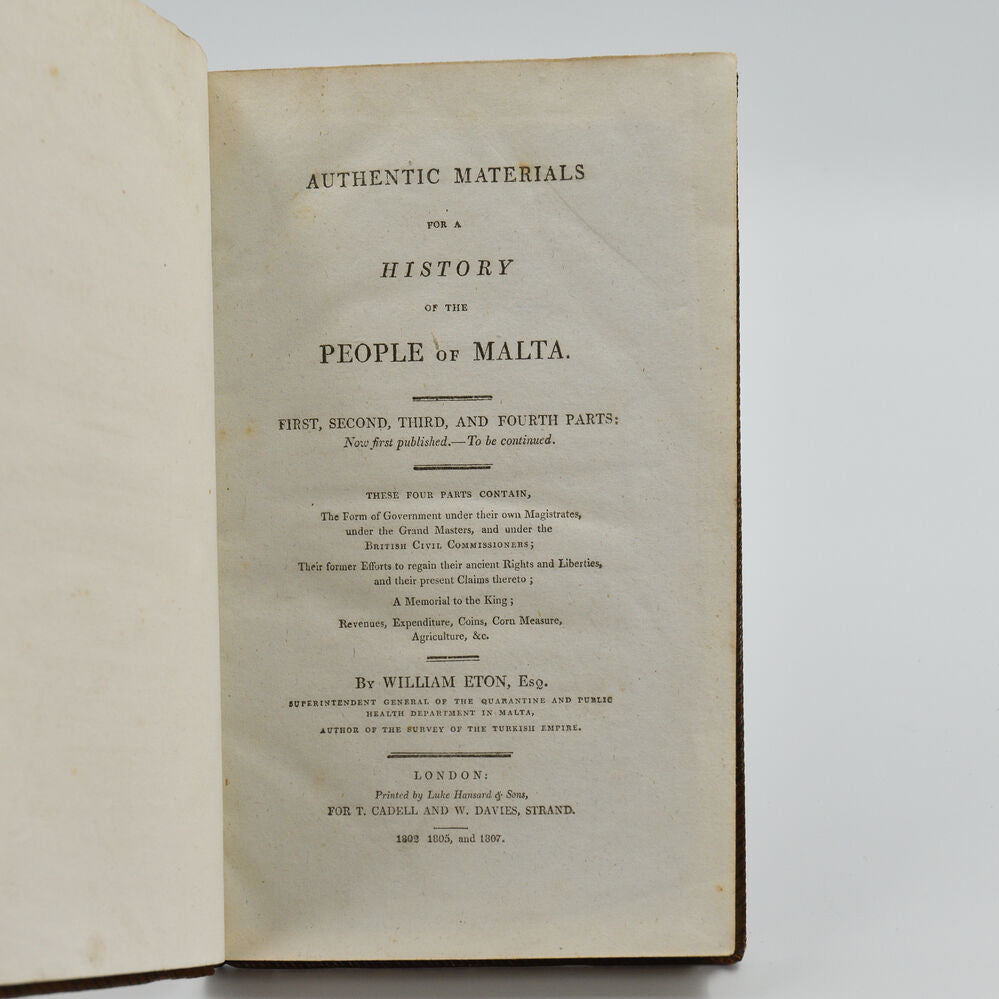 AUTHENTIC MATERIALS
FOR A
HISTORY
OF THE
PEOPLE OF MALTA.
FIRST, SECOND, THIRD, AND FOURTH PARTS:
Now first published.—To be continued.
THESE FOUR PARTS CONTAIN,
The Form of Government under their own Magistrates,
under the Grand Masters, and under the
BRITISH CIVIL COMMISSIONERS;
Their former Efforts to regain their ancient Rights and Liberties,
and their present Claims thereto;
A Memorial to the King;
Revenues, Expenditure, Coins, Corn Measure,
Agriculture, &c.
By WILLIAM ETON, Esq.
SUPERINTENDENT GENERAL OF THE QUARANTINE AND PUBLIC
HEALTH DEPARTMENT IN MALTA,
AUTHOR OF THE SURVEY OF THE TURKISH EMPIRE.
LONDON:
Printed by Luke Hansard & Sons,
FOR T. CADELL AND W. DAVIES, STRAND.
1802 1805, and 1807.